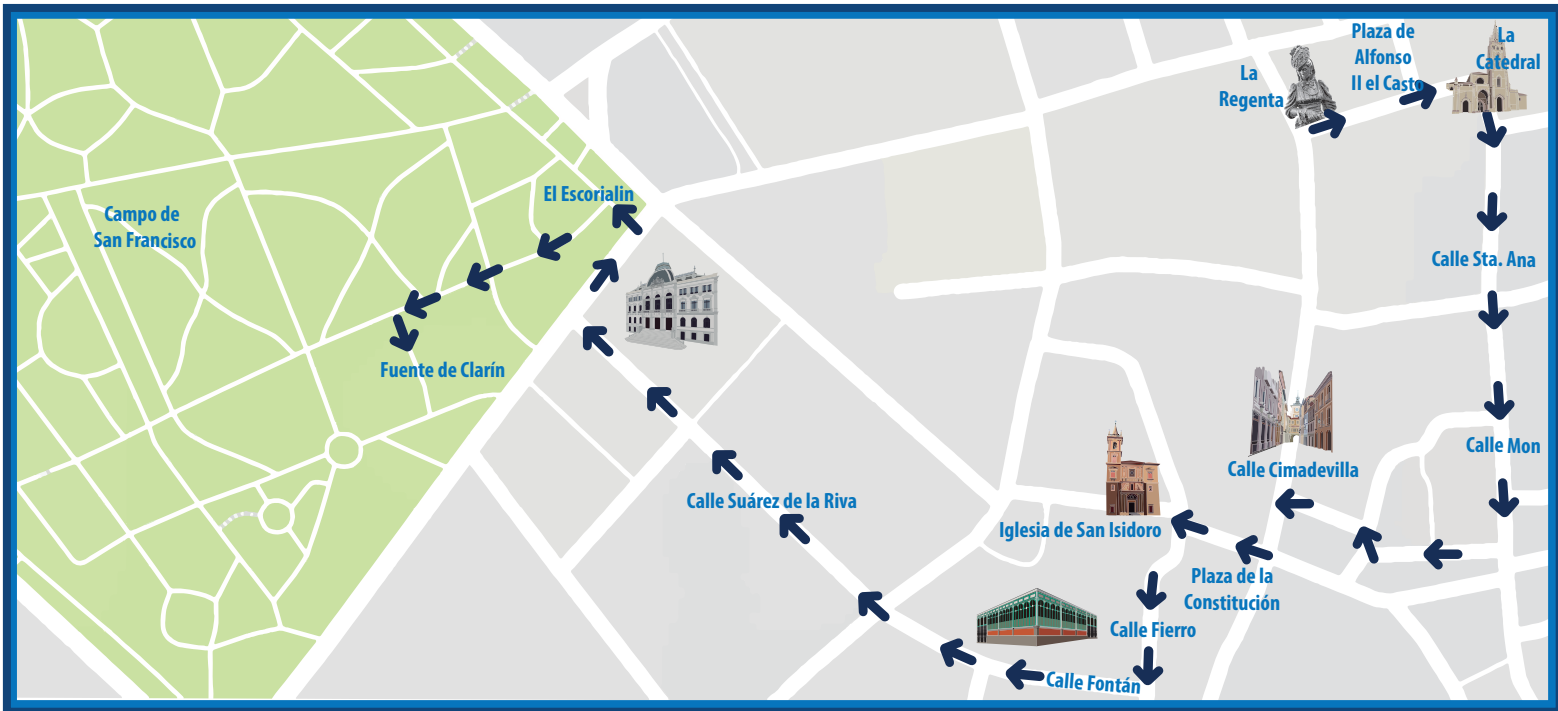 Plaza de
Alfonso
II el Casto
La
Catedral
La
Regenta
El Escorialin
Campo de
San Francisco
Calle Sta. Ana
Fuente de Clarín
Calle Mon
Calle Cimadevilla
Calle Suárez de la Riva
Iglesia de San Isidoro
Plaza de la
Constitución
Calle Fierro
Calle Fontán